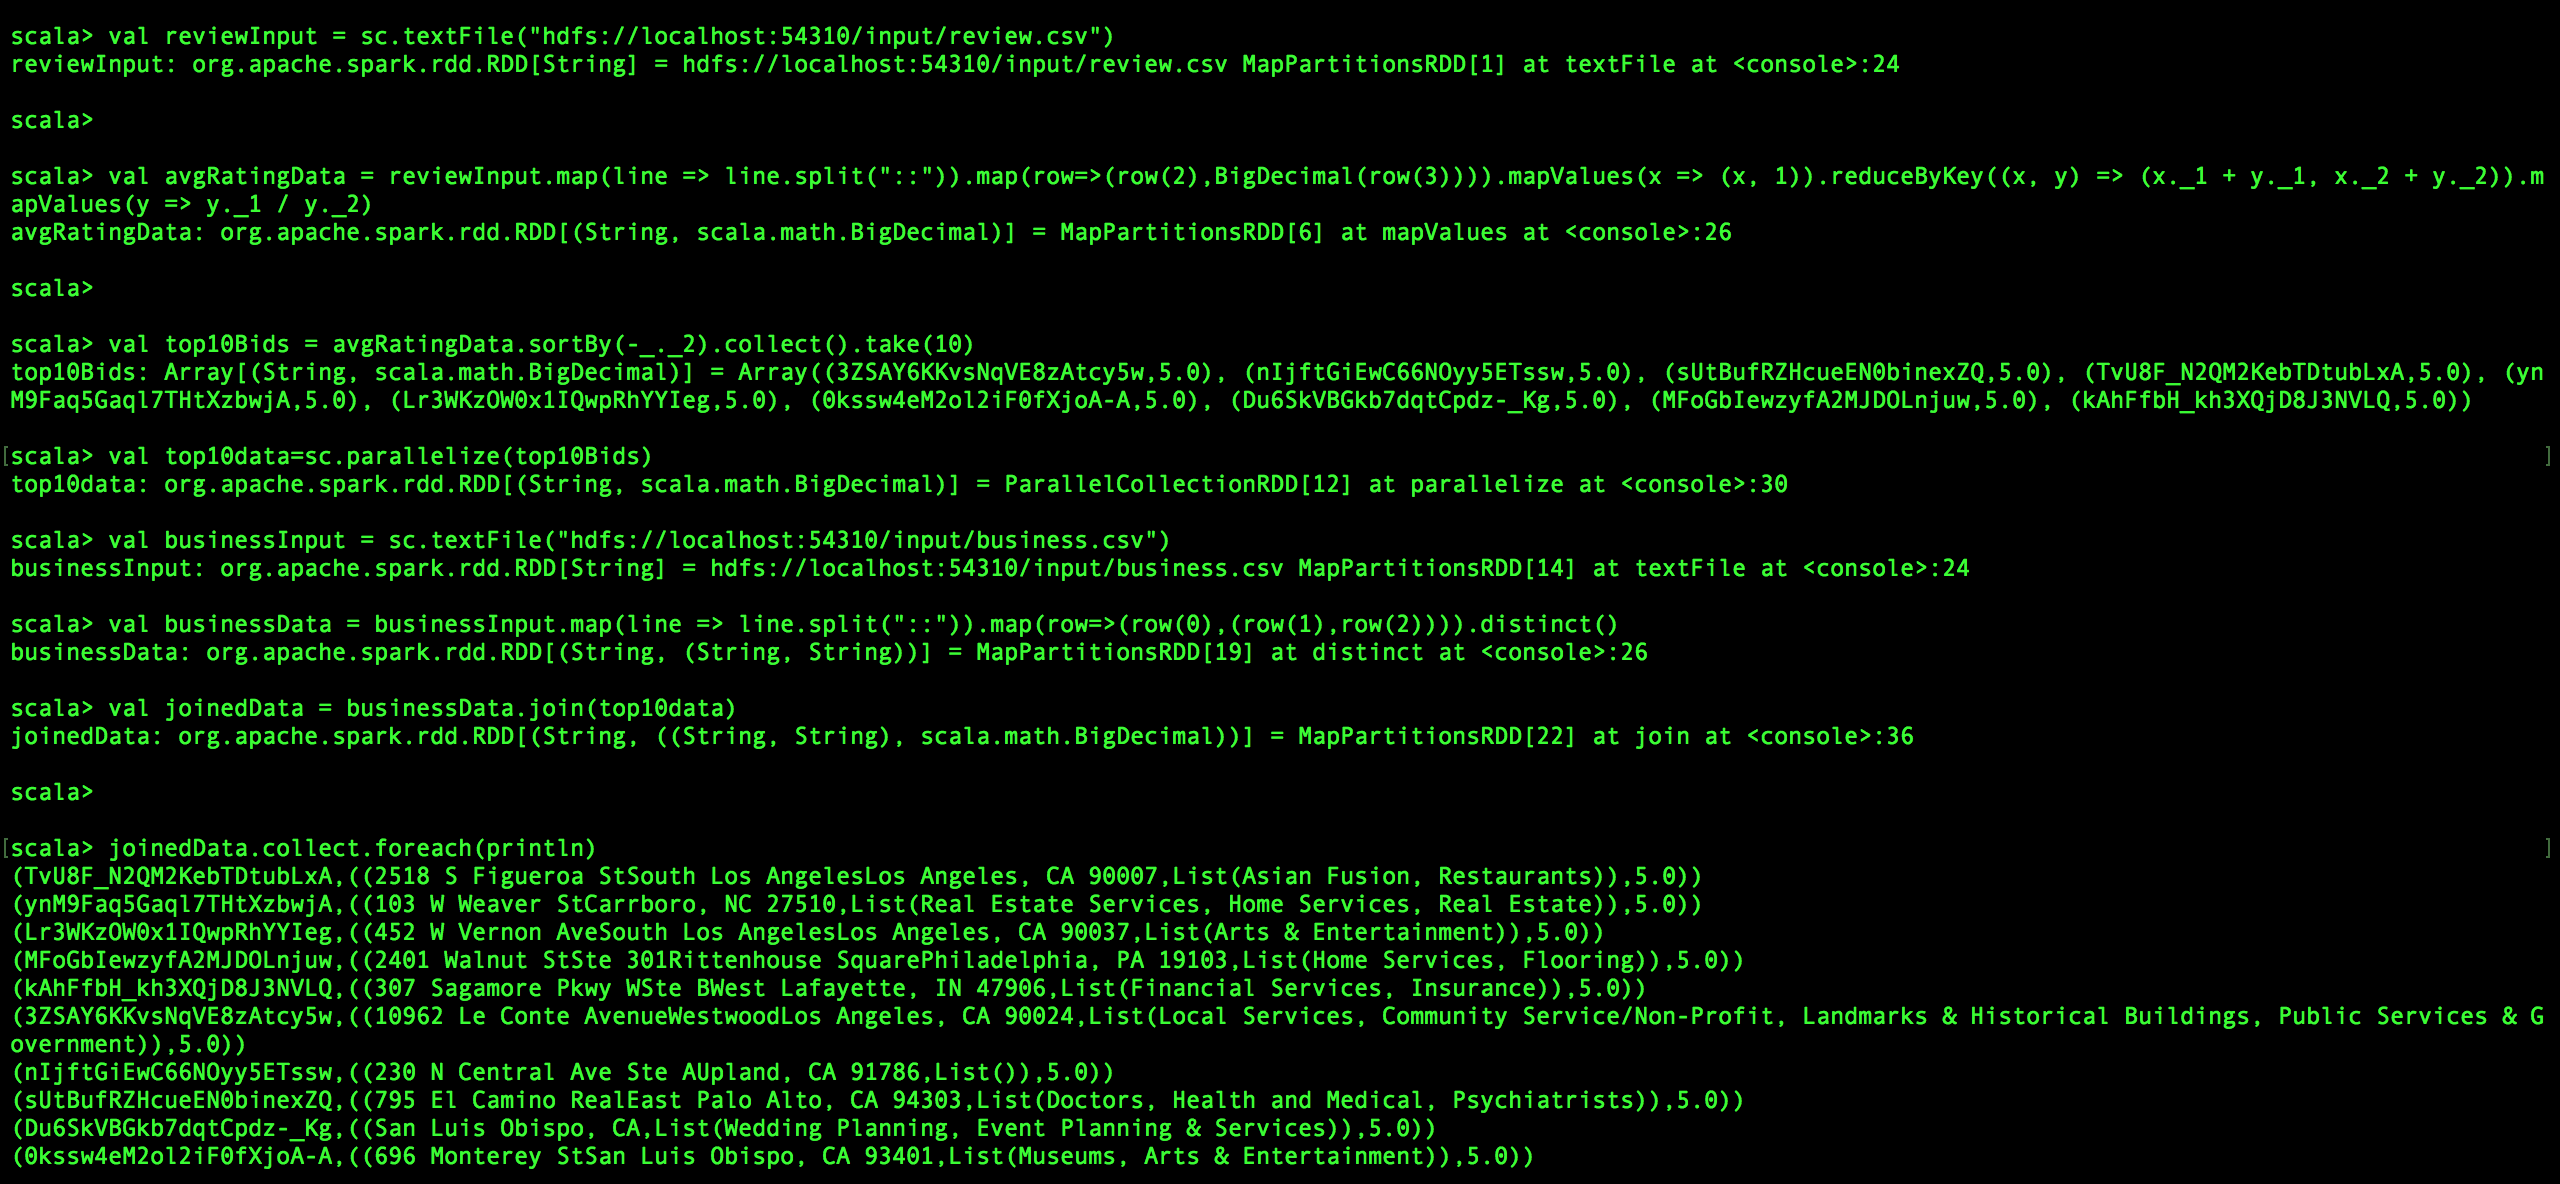 scala> val reviewInput = sc.textFile("hdfs://localhost:54310/input/review.csv")
reviewInput: org.apache.spark.rdd.RDD[String] = hdfs://localhost:54310/input/review.csv MapPartitionsRDD[1] at textFile at <console>:24
scala>
scala> val avgRatingData = reviewInput.map(line => line.split("::")).map(row=>(row(2),BigDecimal(row(3)))).mapValues(x => (x, 1)).reduceByKey((x, y) => (x._1 + y._1, x._2 + y._2)).m
apValues(y => y._1 / y._2)
avgRatingData: org.apache.spark.rdd.RDD[(String, scala.math.BigDecimal)] = MapPartitionsRDD[6] at mapValues at <console>:26
scala>
scala> val top10Bids = avgRatingData.sortBy(-_._2).collect().take(10)
top10Bids: Array[(String, scala.math.BigDecimal)] = Array((3ZSAY6KKvsNqVE8zAtcy5w,5.0), (nIjftGiEwC66NOyy5ETssw,5.0), (sUtBufRZHcueEN0binexZQ,5.0), (TvU8F_N2QM2KebTDtubLxA,5.0), (yn
M9Faq5Gaql7THtXzbwjA,5.0), (Lr3WKzOW0x1IQwpRhYYIeg,5.0), (0kssw4eM2ol2iF0fXjoA-A,5.0), (Du6SkVBGkb7dqtCpdz-_Kg,5.0), (MFoGbIewzyfA2MJDOLnjuw,5.0), (kAhFfbH_kh3XQjD8J3NVLQ,5.0))
[scala> val top10data=sc.parallelize(top10Bids) ]
top10data: org.apache.spark.rdd.RDD[(String, scala.math.BigDecimal)] = ParallelCollectionRDD[12] at parallelize at <console>:30
scala> val businessInput = sc.textFile("hdfs://localhost:54310/input/business.csv")
businessInput: org.apache.spark.rdd.RDD[String] = hdfs://localhost:54310/input/business.csv MapPartitionsRDD[14] at textFile at <console>:24
scala> val businessData = businessInput.map(line => line.split("::")).map(row=>(row(0),(row(1),row(2)))).distinct()
businessData: org.apache.spark.rdd.RDD[(String, (String, String))] = MapPartitionsRDD[19] at distinct at <console>:26
scala> val joinedData = businessData.join(top10data)
joinedData: org.apache.spark.rdd.RDD[(String, ((String, String), scala.math.BigDecimal))] = MapPartitionsRDD[22] at join at <console>:36
scala>
[scala> joinedData.collect.foreach(println) ]
(TvU8F_N2QM2KebTDtubLxA,((2518 S Figueroa StSouth Los AngelesLos Angeles, CA 90007,List(Asian Fusion, Restaurants)),5.0))
(ynM9Faq5Gaql7THtXzbwjA,((103 W Weaver StCarrboro, NC 27510,List(Real Estate Services, Home Services, Real Estate)),5.0))
(Lr3WKzOW0x1IQwpRhYYIeg,((452 W Vernon AveSouth Los AngelesLos Angeles, CA 90037,List(Arts & Entertainment)),5.0))
(MFoGbIewzyfA2MJDOLnjuw,((2401 Walnut StSte 301Rittenhouse SquarePhiladelphia, PA 19103,List(Home Services, Flooring)),5.0))
(kAhFfbH_kh3XQjD8J3NVLQ,((307 Sagamore Pkwy WSte BWest Lafayette, IN 47906,List(Financial Services, Insurance)),5.0))
(3ZSAY6KKvsNqVE8zAtcy5w,((10962 Le Conte AvenueWestwoodLos Angeles, CA 90024,List(Local Services, Community Service/Non-Profit, Landmarks & Historical Buildings, Public Services & G
overnment)),5.0))
(nIjftGiEwC66NOyy5ETssw,((230 N Central Ave Ste AUpland, CA 91786,List()),5.0))
(sUtBufRZHcueEN0binexZQ,((795 El Camino RealEast Palo Alto, CA 94303,List(Doctors, Health and Medical, Psychiatrists)),5.0))
(Du6SkVBGkb7dqtCpdz-_Kg,((San Luis Obispo, CA,List(Wedding Planning, Event Planning & Services)),5.0))
(0kssw4eM2ol2iF0fXjoA-A,((696 Monterey StSan Luis Obispo, CA 93401,List(Museums, Arts & Entertainment)),5.0))